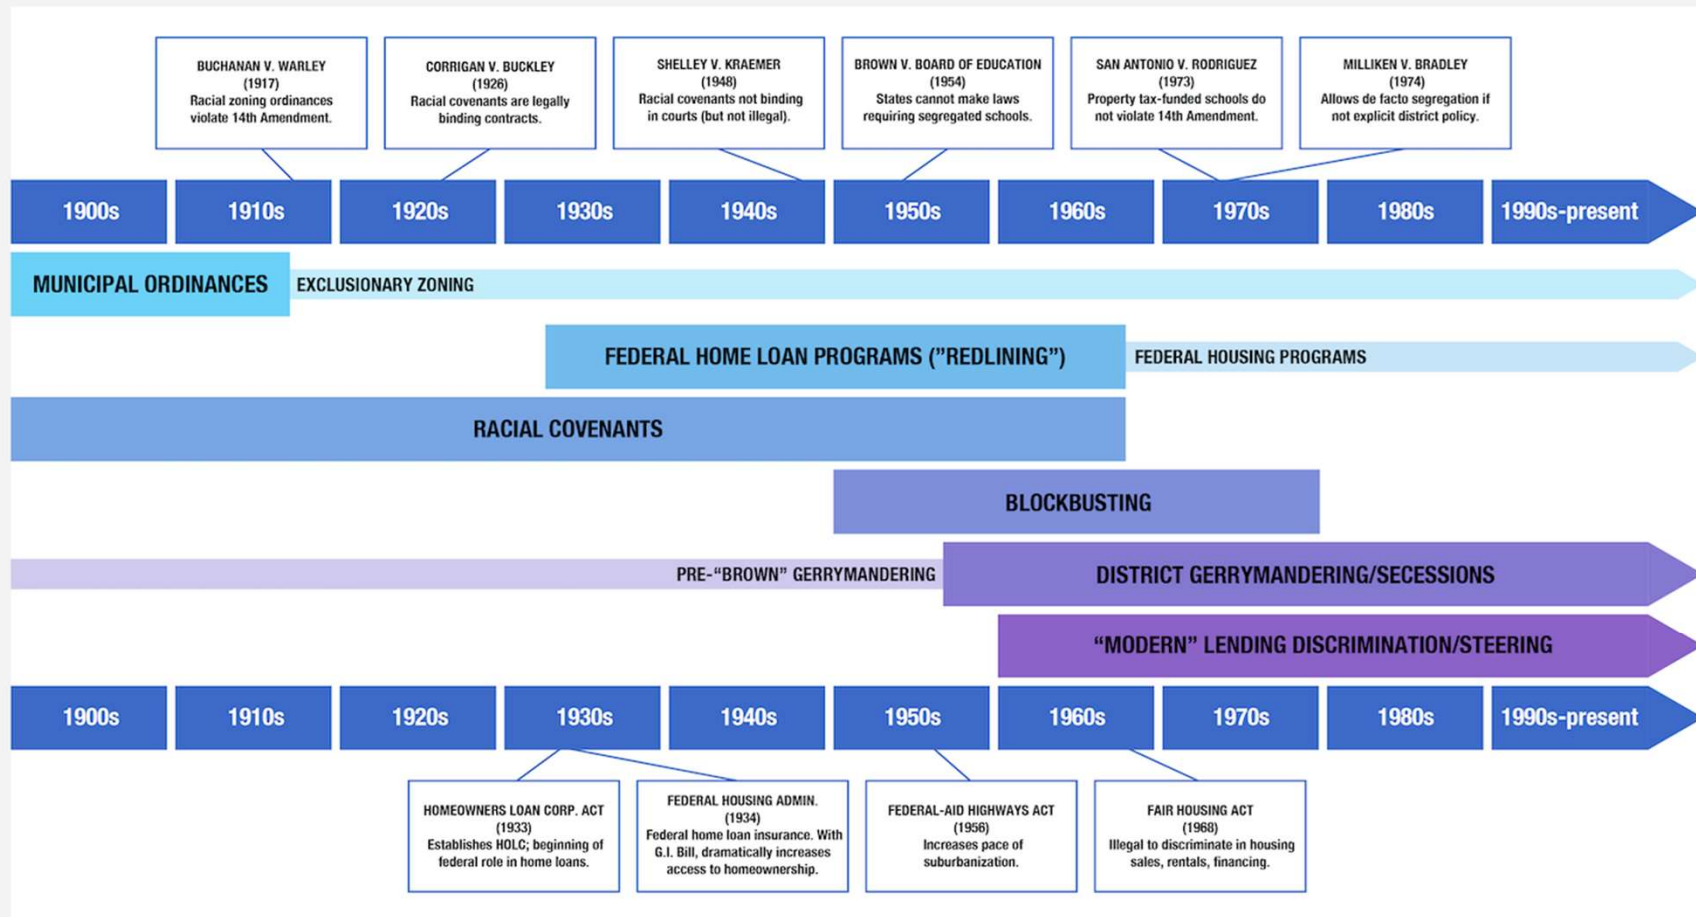 BUCHANAN V. WARLEY
(1917)
Racial zoning ordinances
violate 14th Amendment.
CORRIGAN V. BUCKLEY
(1926)
Racial covenants are legally
binding contracts.
SHELLEY V. KRAEMER
(1948)
Racial covenants not binding
in courts (but not illegal).
BROWN V. BOARD OF EDUCATION
(1954)
States cannot make laws
requiring segregated schools.
SAN ANTONIO V. RODRIGUEZ
(1973)
Property tax-funded schools do
not violate 14th Amendment.
MILLIKEN V. BRADLEY
(1974)
Allows de facto segregation if
not explicit district policy.
1900s
1910s
1920s
1930s
1940s
1950s
1960s
1970s
1980s
1990s-present
MUNICIPAL ORDINANCES
EXCLUSIONARY ZONING
FEDERAL HOME LOAN PROGRAMS ("REDLINING")
FEDERAL HOUSING PROGRAMS
RACIAL COVENANTS
BLOCKBUSTING
PRE-“BROWN” GERRYMANDERING
DISTRICT GERRYMANDERING/SECESSIONS
“MODERN” LENDING DISCRIMINATION/STEERING
1900s
1910s
1920s
1930s
1940s
1950s
1960s
1970s
1980s
1990s-present
HOMEOWNERS LOAN CORP. ACT
(1933)
Establishes HOLC; beginning of
federal role in home loans.
FEDERAL HOUSING ADMIN.
(1934)
Federal home loan insurance. With
G.I. Bill, dramatically increases
access to homeownership.
FEDERAL-AID HIGHWAYS ACT
(1956)
Increases pace of
suburbanization.
FAIR HOUSING ACT
(1968)
Illegal to discriminate in housing
sales, rentals, financing.